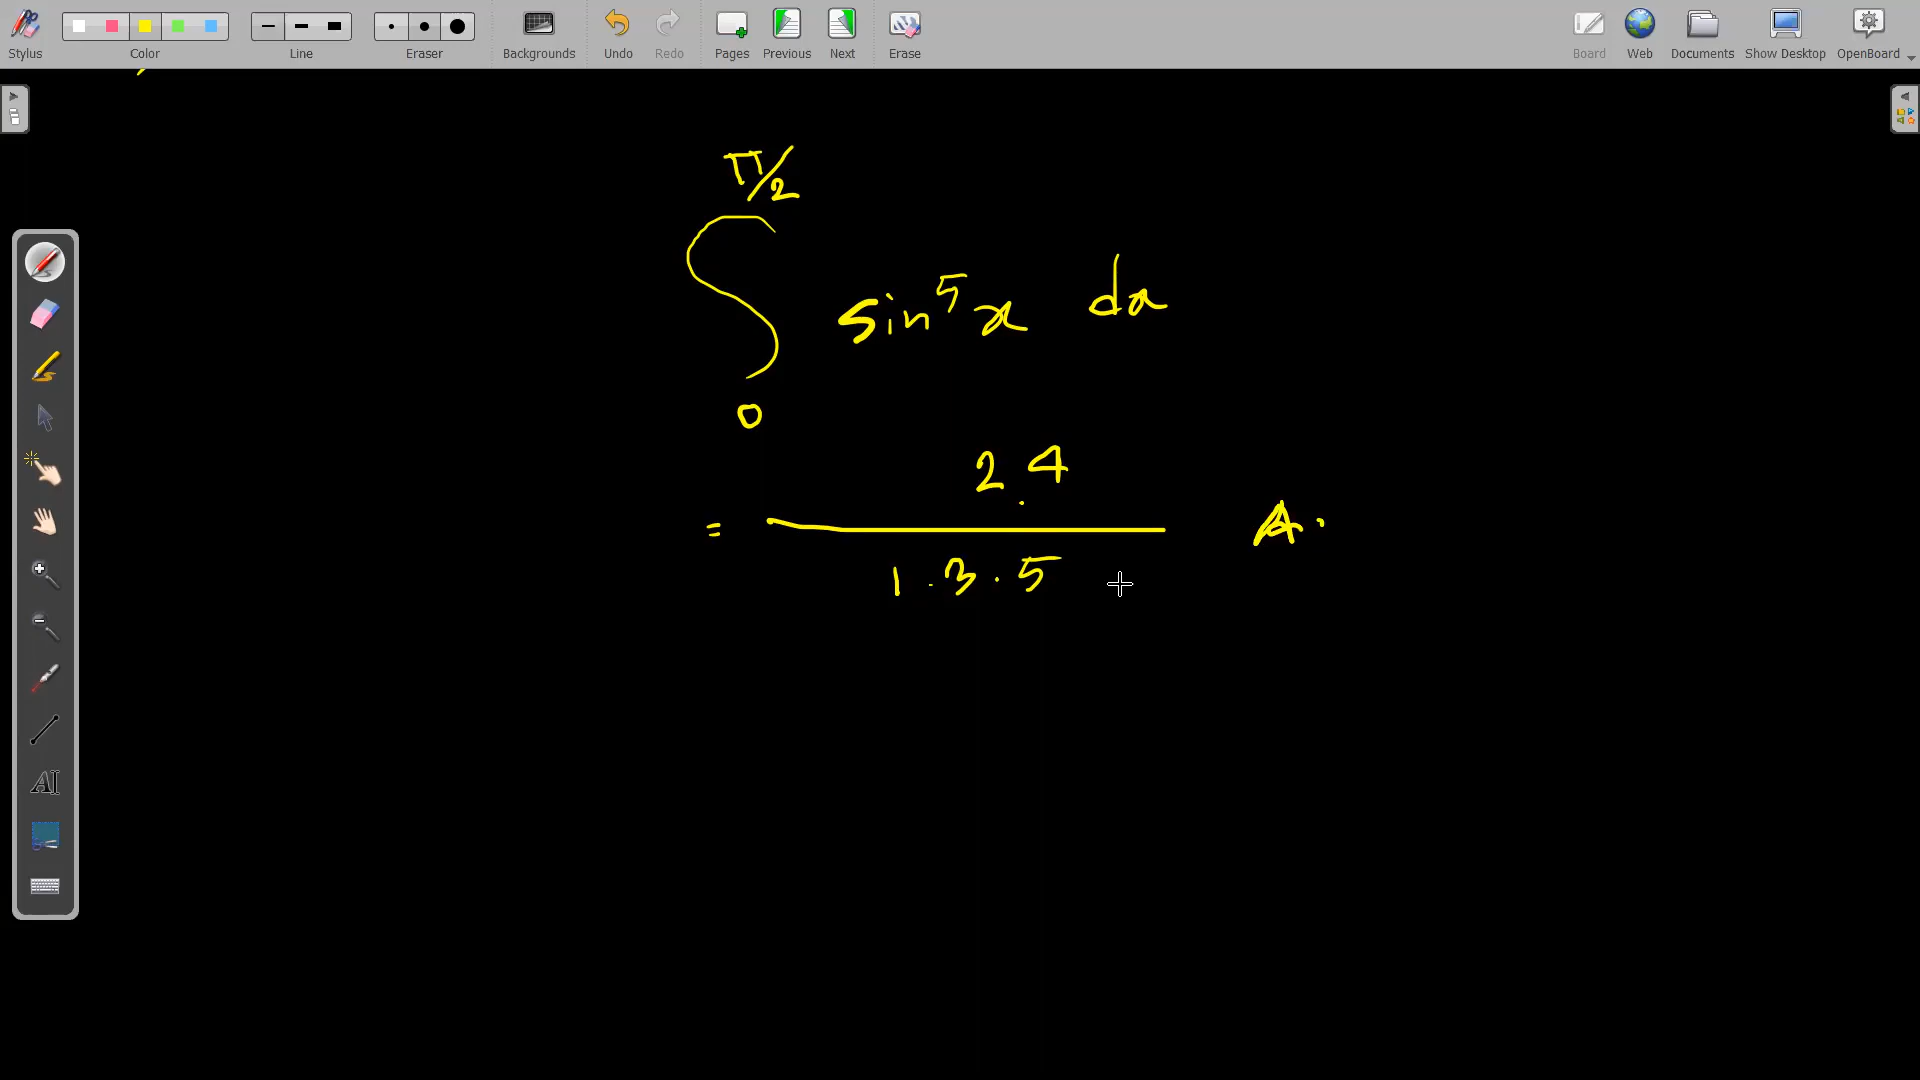 Stylus Color Line Eraser Backgrounds Undo Redo Pages Previous Next Erase Board Web Documents Show Desktop OpenBoard
π/2
∫ sin⁵x dx
0
2.4
= ——— A.
1.3.5